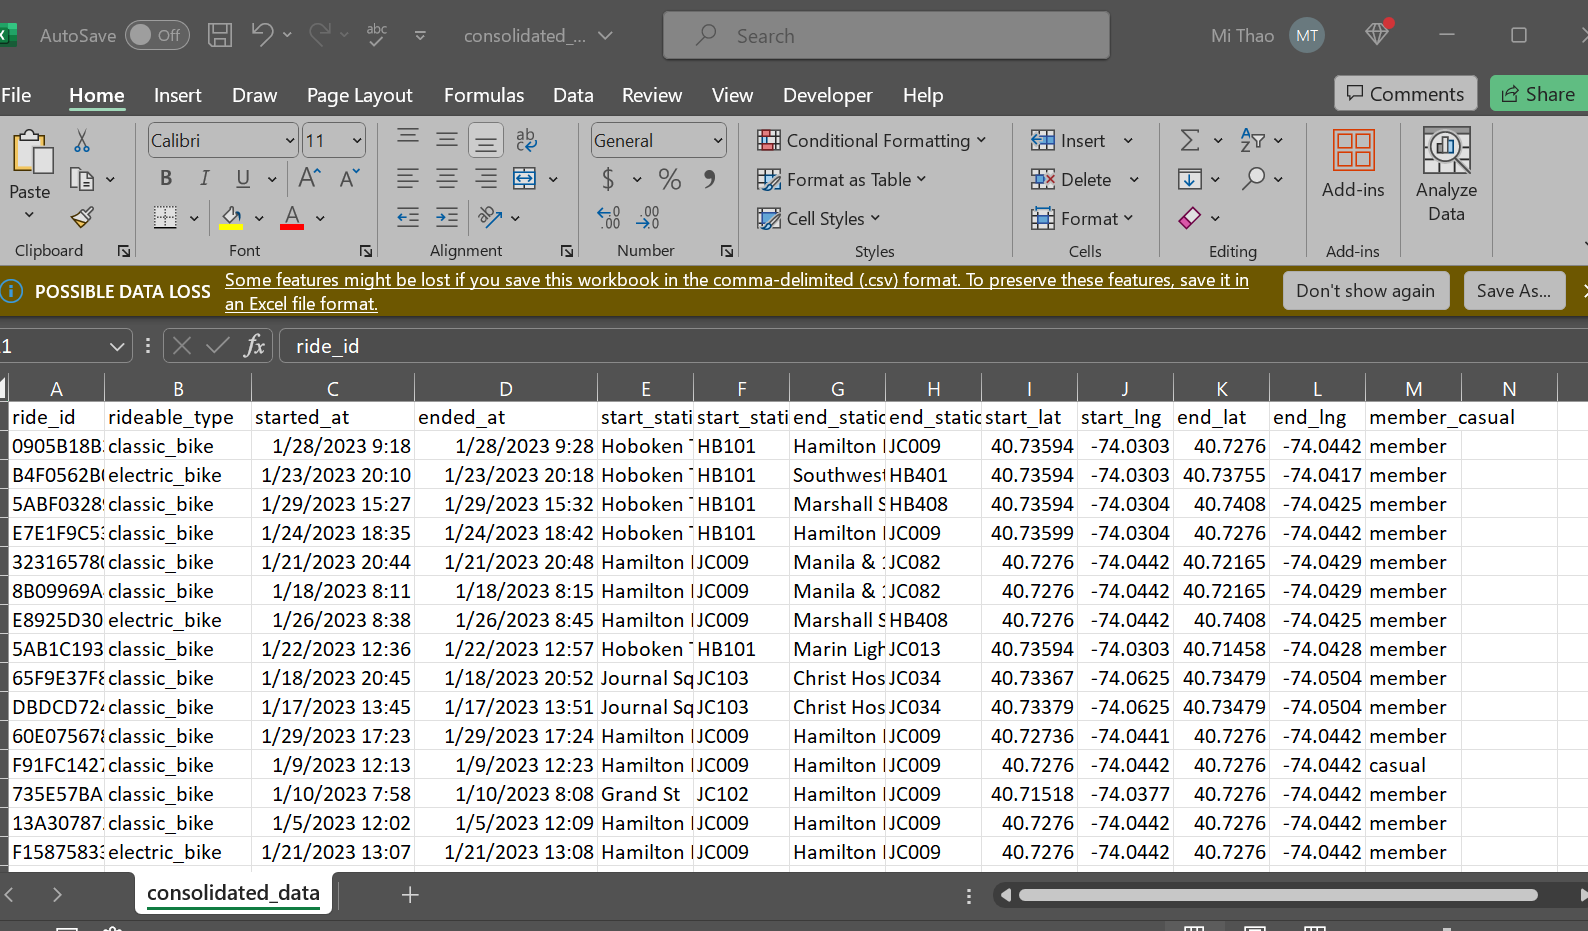 AutoSave Off consolidated_... Search Mi Thao MT
File Home Insert Draw Page Layout Formulas Data Review View Developer Help Comments Share
Paste Calibri 11 General Conditional Formatting Insert Add-ins Analyze Data
Format as Table Delete
Cell Styles Format
Clipboard Font Alignment Number Styles Cells Editing Add-ins
POSSIBLE DATA LOSS Some features might be lost if you save this workbook in the comma-delimited (.csv) format. To preserve these features, save it in
an Excel file format. Don't show again Save As...
1 fx ride_id
A B C D E F G H I J K L M N
ride_id rideable_type started_at ended_at start_stati start_stati end_static end_static start_lat start_lng end_lat end_lng member_casual
0905B18B classic_bike 1/28/2023 9:18 1/28/2023 9:28 Hoboken HB101 Hamilton JC009 40.73594 -74.0303 40.7276 -74.0442 member
B4F0562B electric_bike 1/23/2023 20:10 1/23/2023 20:18 Hoboken HB101 Southwest HB401 40.73594 -74.0303 40.73755 -74.0417 member
5ABF0328 classic_bike 1/29/2023 15:27 1/29/2023 15:32 Hoboken HB101 Marshall S HB408 40.73594 -74.0304 40.7408 -74.0425 member
E7E1F9C53 classic_bike 1/24/2023 18:35 1/24/2023 18:42 Hoboken HB101 Hamilton JC009 40.73599 -74.0304 40.7276 -74.0442 member
32316578 classic_bike 1/21/2023 20:44 1/21/2023 20:48 Hamilton JC009 Manila & JC082 40.7276 -74.0442 40.72165 -74.0429 member
8B09969A classic_bike 1/18/2023 8:11 1/18/2023 8:15 Hamilton JC009 Manila & JC082 40.7276 -74.0442 40.72165 -74.0429 member
E8925D30 electric_bike 1/26/2023 8:38 1/26/2023 8:45 Hamilton JC009 Marshall S HB408 40.7276 -74.0442 40.7408 -74.0425 member
5AB1C193 classic_bike 1/22/2023 12:36 1/22/2023 12:57 Hoboken HB101 Marin Ligh JC013 40.73594 -74.0303 40.71458 -74.0428 member
65F9E37F classic_bike 1/18/2023 20:45 1/18/2023 20:52 Journal Sq JC103 Christ Hos JC034 40.73367 -74.0625 40.73479 -74.0504 member
DBDCD724 classic_bike 1/17/2023 13:45 1/17/2023 13:51 Journal Sq JC103 Christ Hos JC034 40.73379 -74.0625 40.73479 -74.0504 member
60E07567 classic_bike 1/29/2023 17:23 1/29/2023 17:24 Hamilton JC009 Hamilton JC009 40.72736 -74.0441 40.7276 -74.0442 member
F91FC1427 classic_bike 1/9/2023 12:13 1/9/2023 12:23 Hamilton JC009 Hamilton JC009 40.7276 -74.0442 40.7276 -74.0442 casual
735E57BA classic_bike 1/10/2023 7:58 1/10/2023 8:08 Grand St JC102 Hamilton JC009 40.71518 -74.0377 40.7276 -74.0442 member
13A30787 classic_bike 1/5/2023 12:02 1/5/2023 12:09 Hamilton JC009 Hamilton JC009 40.7276 -74.0442 40.7276 -74.0442 member
F15875833 electric_bike 1/21/2023 13:07 1/21/2023 13:08 Hamilton JC009 Hamilton JC009 40.7276 -74.0442 40.7276 -74.0442 member
consolidated_data